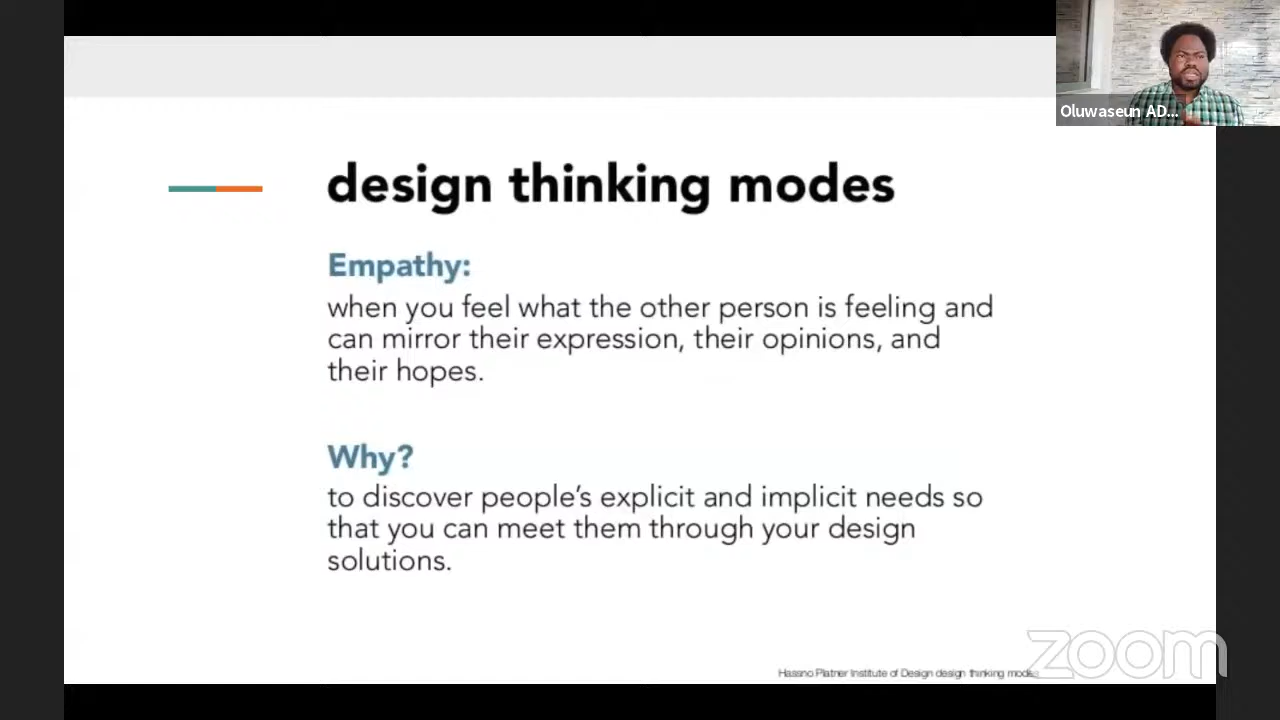 Oluwaseun AD...
design thinking modes
Empathy:
when you feel what the other person is feeling and
can mirror their expression, their opinions, and
their hopes.
Why?
to discover people's explicit and implicit needs so
that you can meet them through your design
solutions.
Hassno Platner Institute of Design design thinking modes
zoom